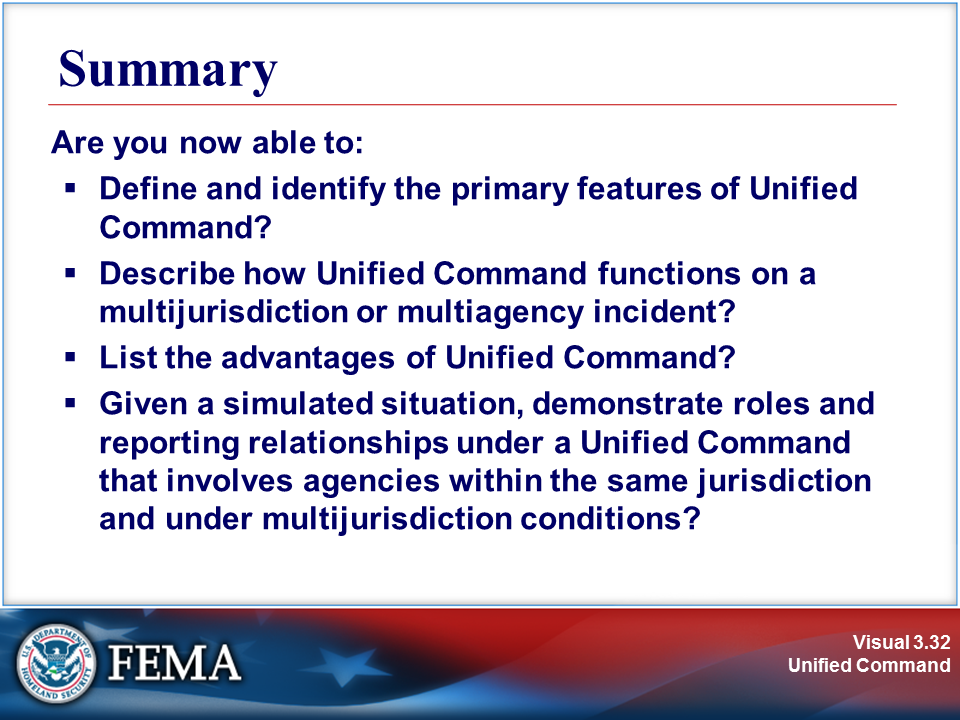 Summary
Are you now able to:
▪ Define and identify the primary features of Unified
Command?
▪ Describe how Unified Command functions on a
multijurisdiction or multiagency incident?
▪ List the advantages of Unified Command?
▪ Given a simulated situation, demonstrate roles and
reporting relationships under a Unified Command
that involves agencies within the same jurisdiction
and under multijurisdiction conditions?
U.S. DEPARTMENT OF
HOMELAND SECURITY
FEMA
Visual 3.32
Unified Command